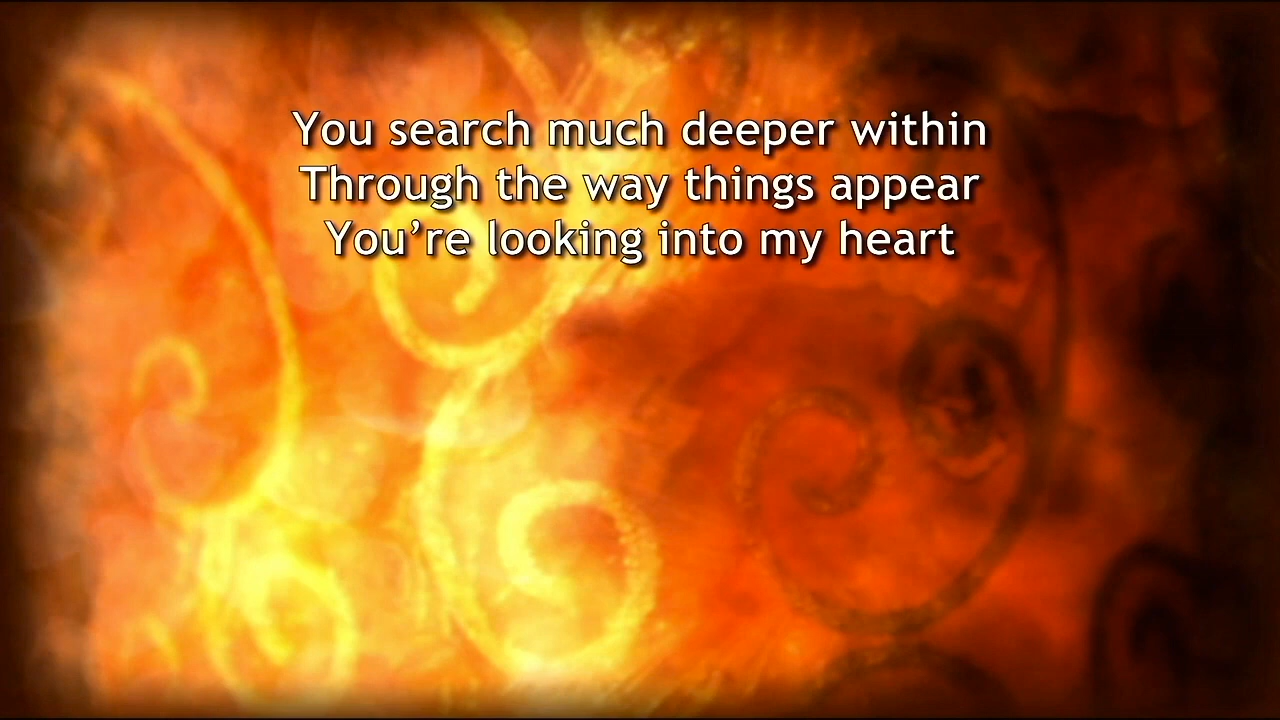 You search much deeper within
Through the way things appear
You’re looking into my heart